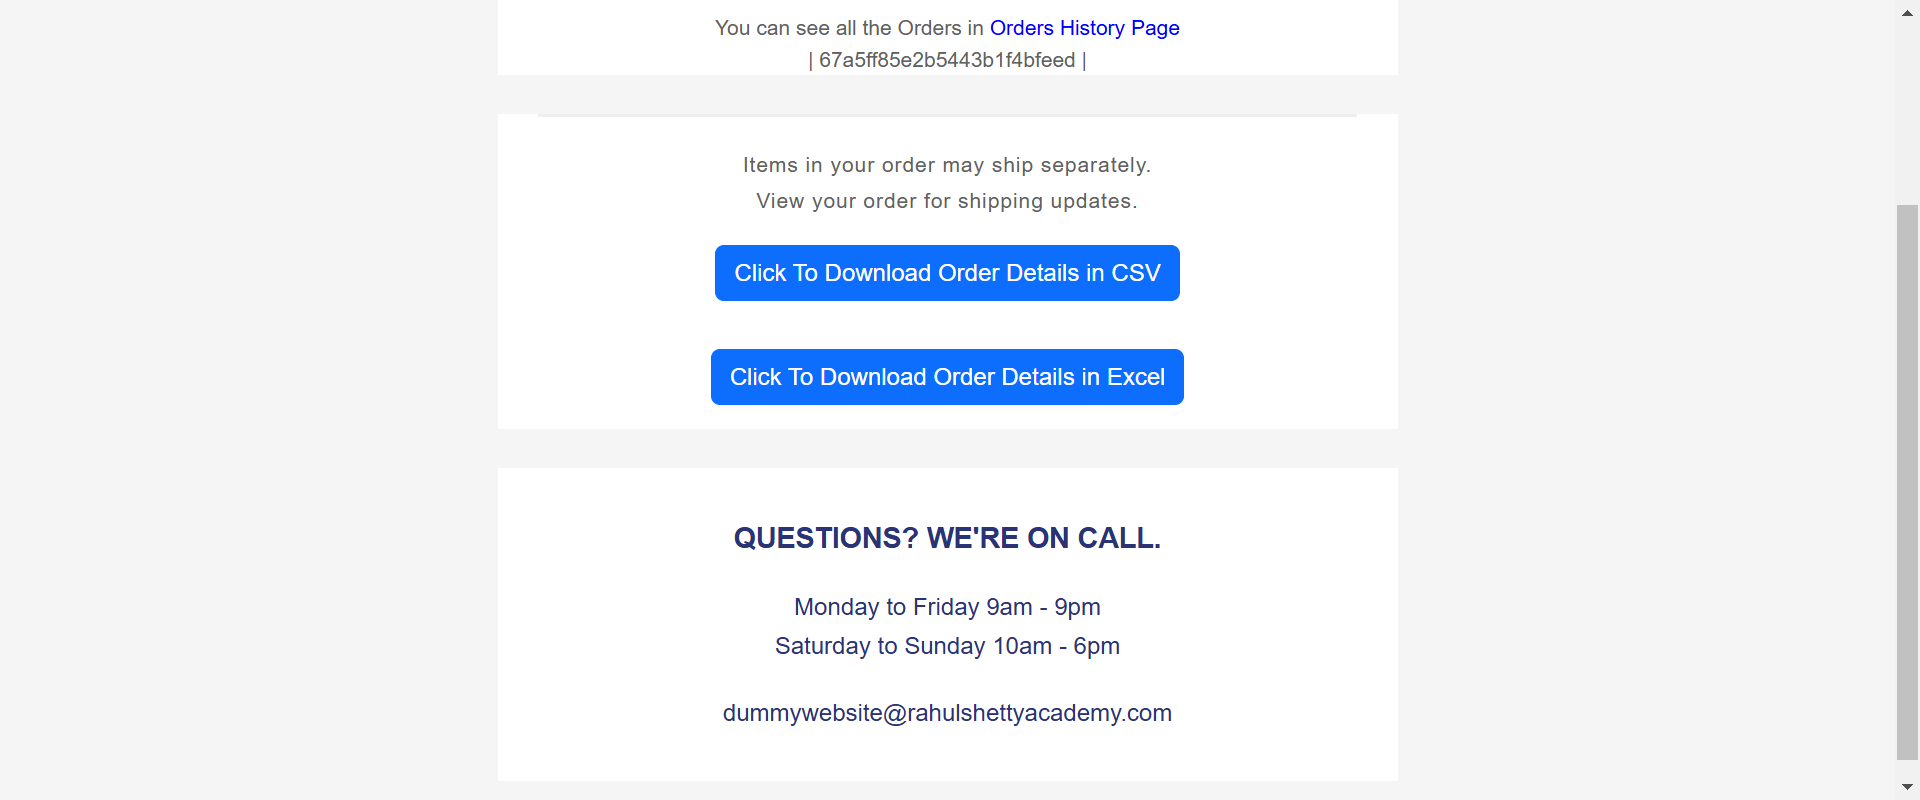 You can see all the Orders in Orders History Page
| 67a5ff85e2b5443b1f4bfeed |
Items in your order may ship separately.
View your order for shipping updates.
Click To Download Order Details in CSV
Click To Download Order Details in Excel
QUESTIONS? WE'RE ON CALL.
Monday to Friday 9am - 9pm
Saturday to Sunday 10am - 6pm
dummywebsite@rahulshettyacademy.com